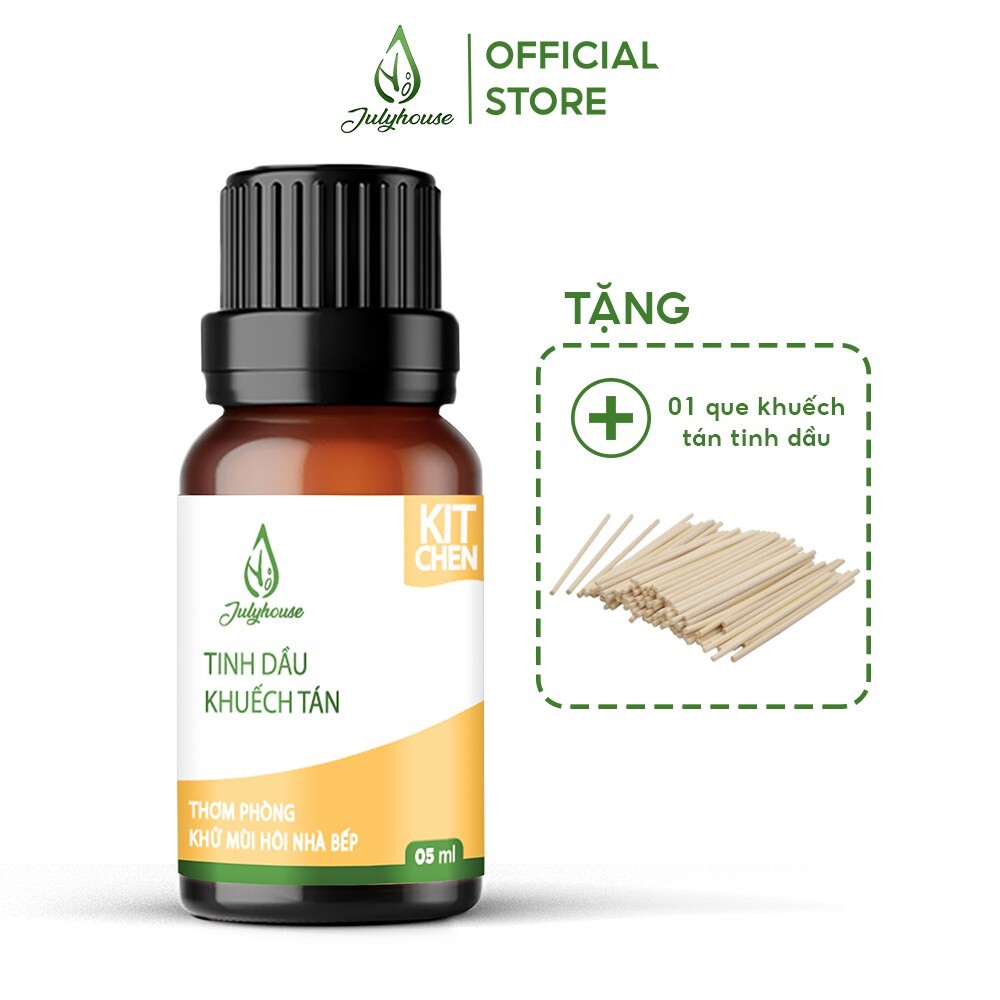 Julyhouse
OFFICIAL
STORE
TẶNG
01 que khuếch
tán tinh dầu
KIT
CHEN
Julyhouse
TINH DẦU
KHUẾCH TÁN
THƠM PHÒNG
KHỬ MÙI HÔI NHÀ BẾP
05 ml